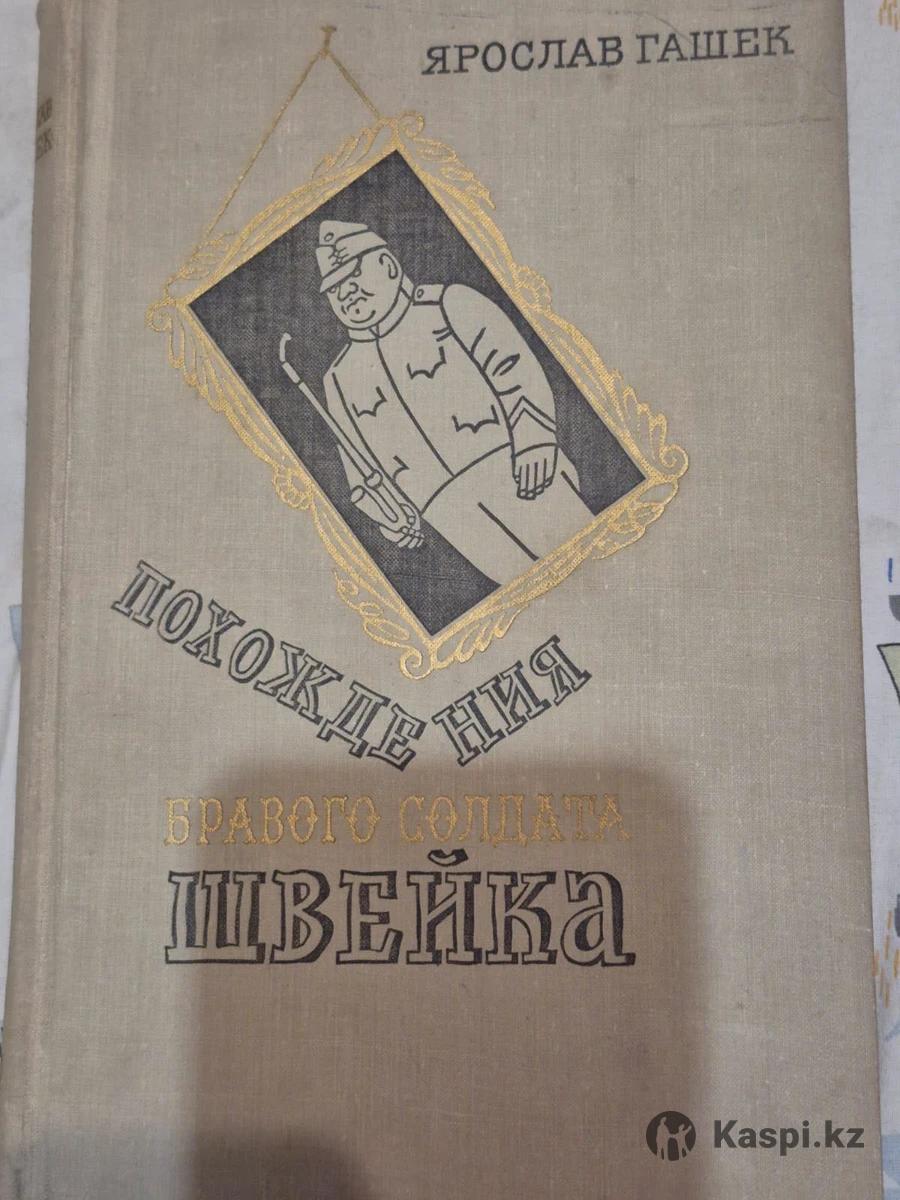 ЯРОСЛАВ ГАШЕК
ПОХОЖДЕНИЯ
БРАВОГО СОЛДАТА
ШВЕЙКА
Kaspi.kz